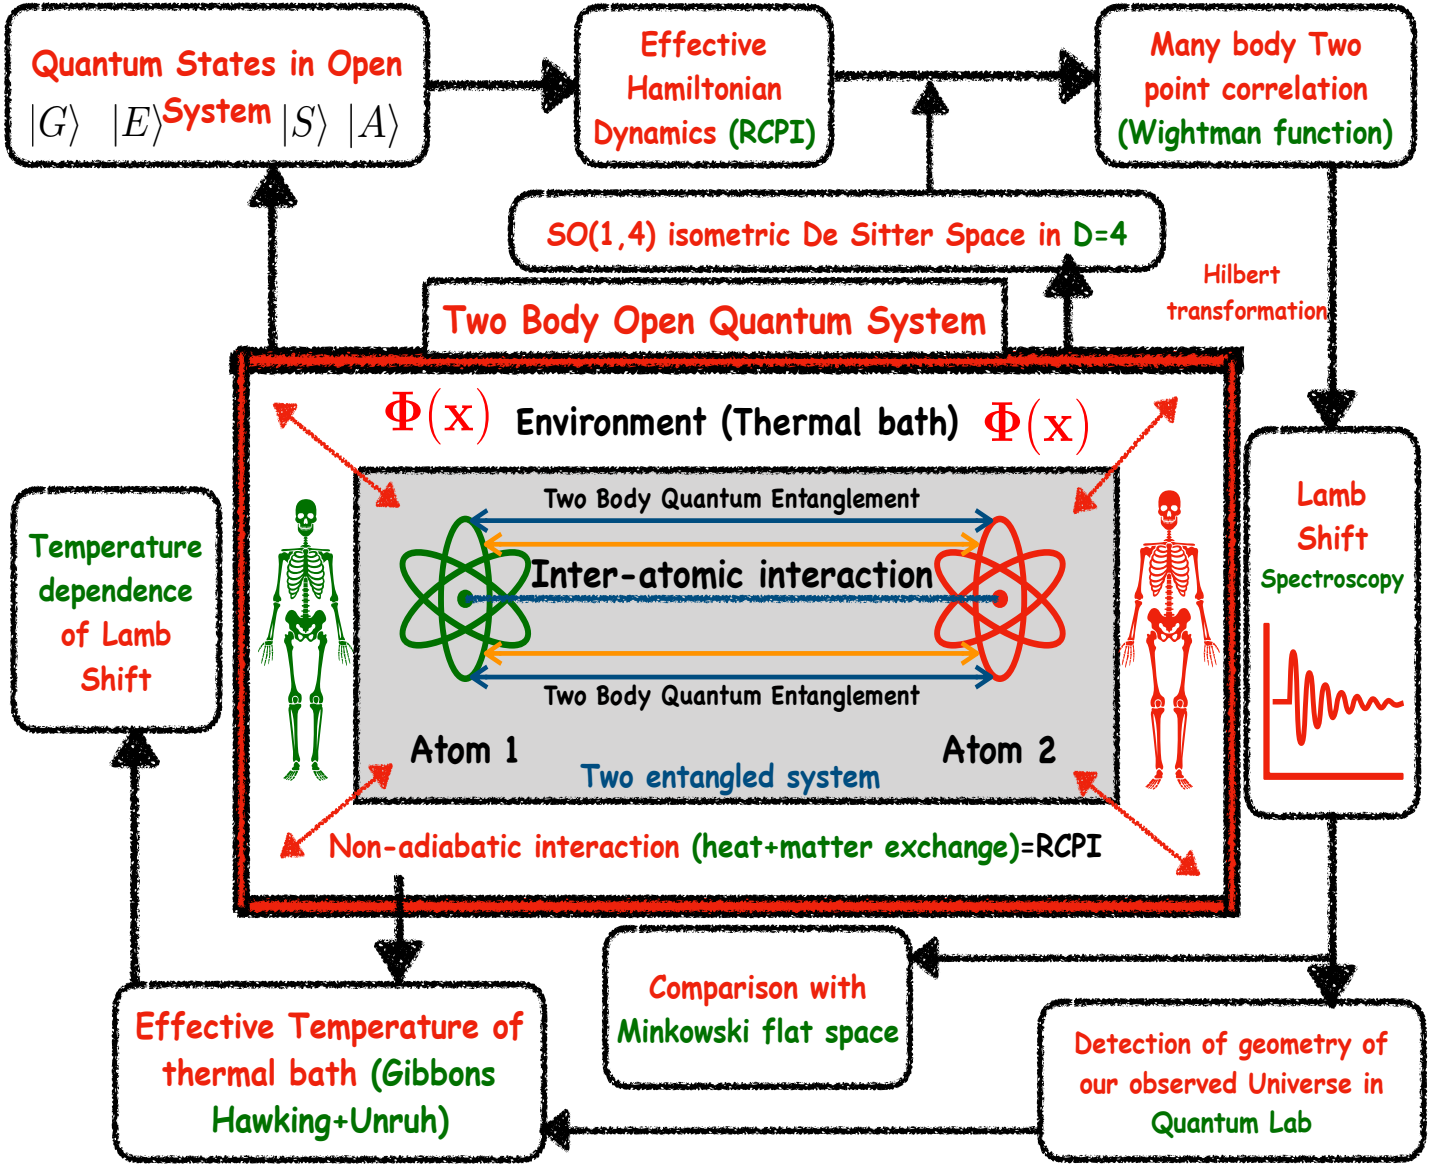 Quantum States in Open
System
|G⟩ |E⟩ |S⟩ |A⟩
Effective
Hamiltonian
Dynamics (RCPI)
Many body Two
point correlation
(Wightman function)
SO(1,4) isometric De Sitter Space in D=4
Hilbert
transformation
Two Body Open Quantum System
Φ(x) Environment (Thermal bath) Φ(x)
Two Body Quantum Entanglement
Inter-atomic interaction
Two Body Quantum Entanglement
Atom 1
Atom 2
Two entangled system
Non-adiabatic interaction (heat+matter exchange)=RCPI
Temperature
dependence
of Lamb
Shift
Lamb
Shift
Spectroscopy
Effective Temperature of
thermal bath (Gibbons
Hawking+Unruh)
Comparison with
Minkowski flat space
Detection of geometry of
our observed Universe in
Quantum Lab